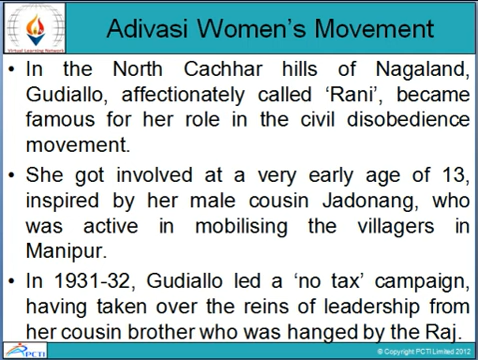 Adivasi Women's Movement
Virtual Learning Network
• In the North Cachhar hills of Nagaland,
Gudiallo, affectionately called 'Rani', became
famous for her role in the civil disobedience
movement.
• She got involved at a very early age of 13,
inspired by her male cousin Jadonang, who
was active in mobilising the villagers in
Manipur.
• In 1931-32, Gudiallo led a 'no tax' campaign,
having taken over the reins of leadership from
her cousin brother who was hanged by the Raj.
PCTI
© Copyright PCTI Limited 2012